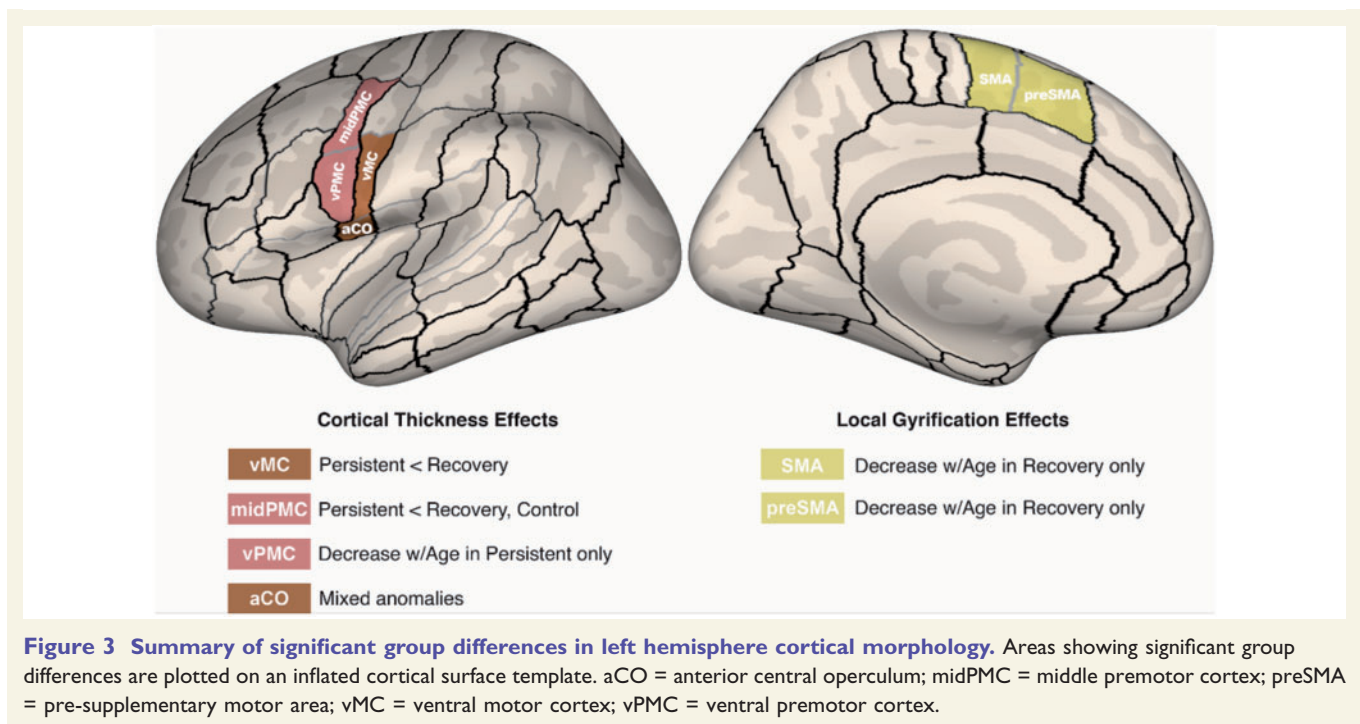 midPMC
vPMC
vMC
aCO
SMA
preSMA
Cortical Thickness Effects
vMC Persistent < Recovery
midPMC Persistent < Recovery, Control
vPMC Decrease w/Age in Persistent only
aCO Mixed anomalies
Local Gyrification Effects
SMA Decrease w/Age in Recovery only
preSMA Decrease w/Age in Recovery only
Figure 3 Summary of significant group differences in left hemisphere cortical morphology. Areas showing significant group
differences are plotted on an inflated cortical surface template. aCO = anterior central operculum; midPMC = middle premotor cortex; preSMA
= pre-supplementary motor area; vMC = ventral motor cortex; vPMC = ventral premotor cortex.